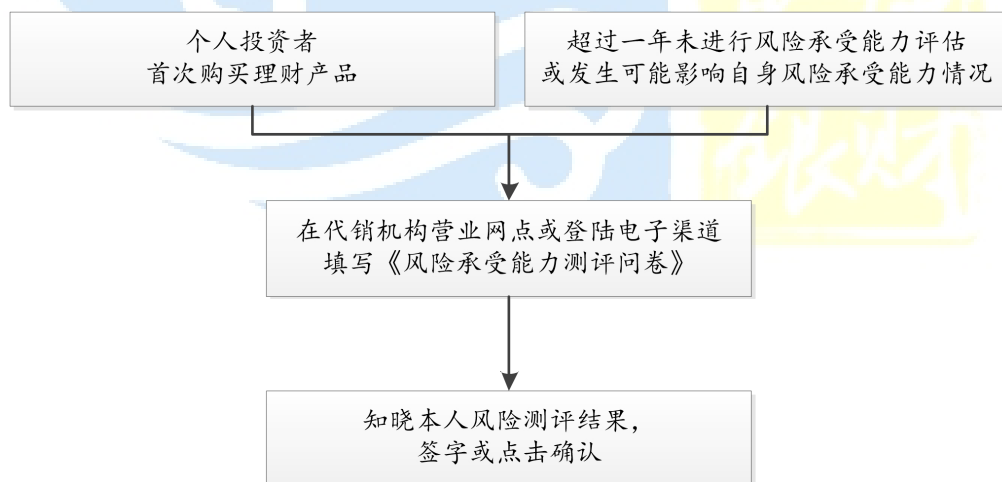 个人投资者
首次购买理财产品
超过一年未进行风险承受能力评估
或发生可能影响自身风险承受能力情况
在代销机构营业网点或登陆电子渠道
填写《风险承受能力测评问卷》
知晓本人风险测评结果，
签字或点击确认